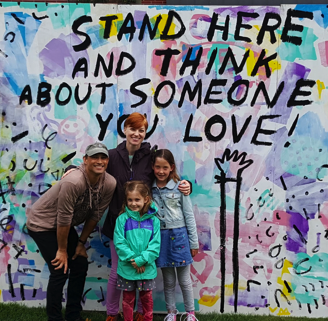 STAND HERE
AND THINK
ABOUT SOMEONE
YOU LOVE!